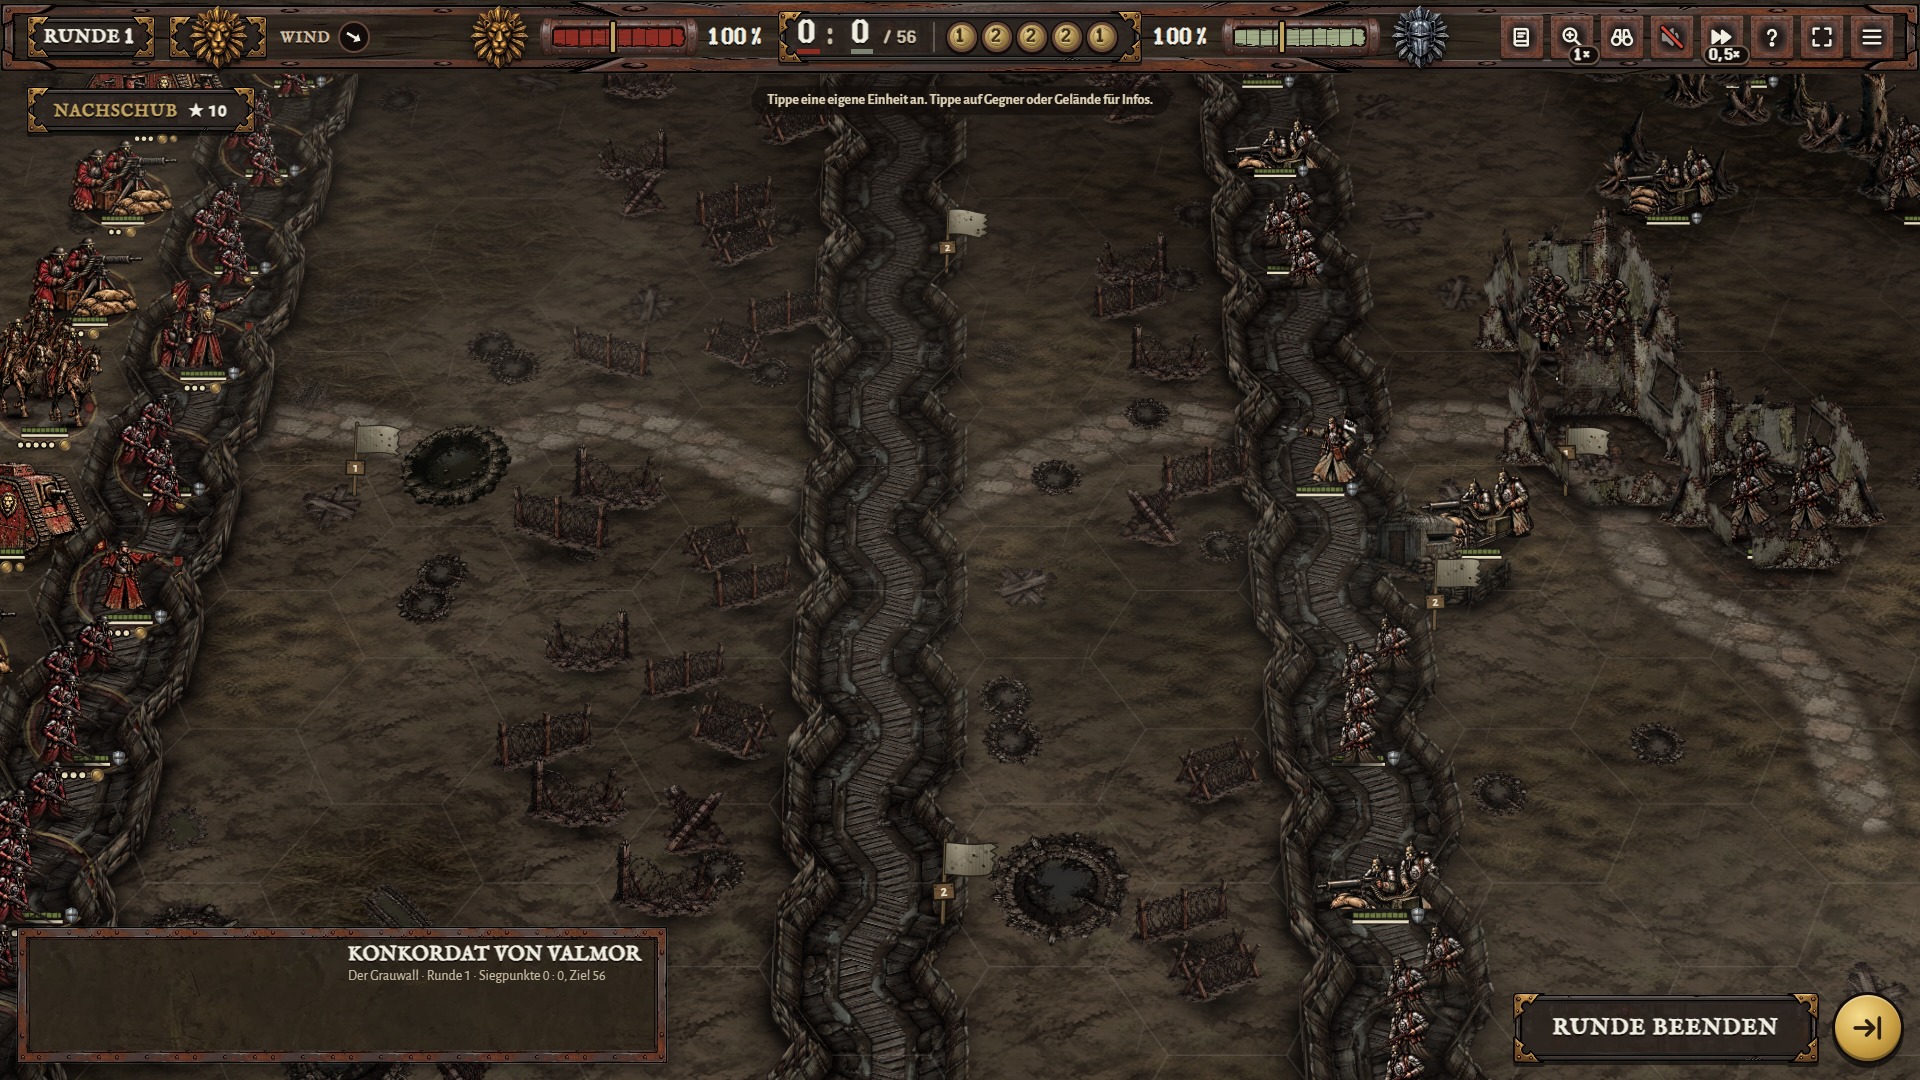 RUNDE 1
WIND
100%
0 : 0 / 56
1 2 2 2 1
100%
1×
0,5×
?
NACHSCHUB ★ 10
Tippe eine eigene Einheit an. Tippe auf Gegner oder Gelände für Infos.
2
1
1
2
2
KONKORDAT VON VALMOR
Der Grauwall · Runde 1 · Siegpunkte 0 : 0, Ziel 56
RUNDE BEENDEN